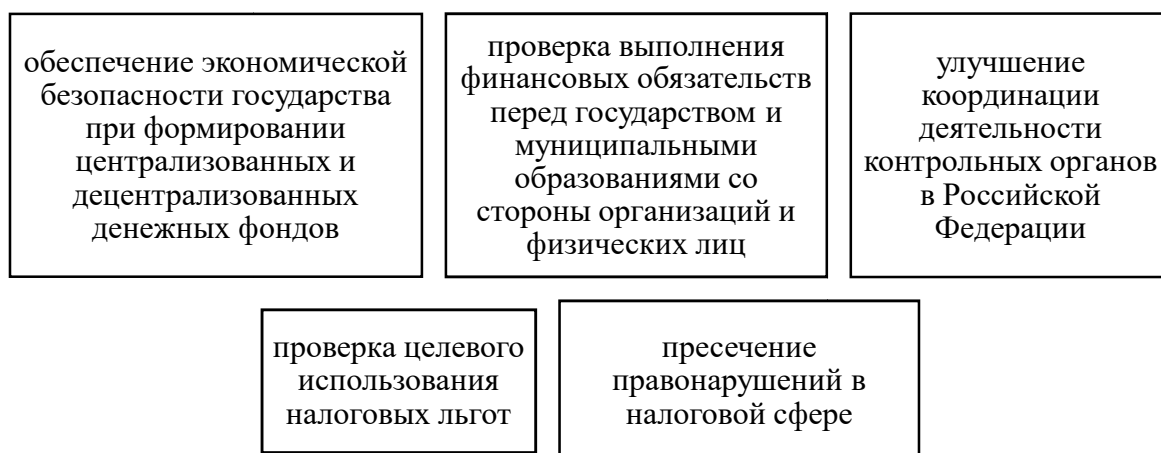 обеспечение экономической
безопасности государства
при формировании
централизованных и
децентрализованных
денежных фондов
проверка выполнения
финансовых обязательств
перед государством и
муниципальными
образованиями со
стороны организаций и
физических лиц
улучшение
координации
деятельности
контрольных органов
в Российской
Федерации
проверка целевого
использования
налоговых льгот
пресечение
правонарушений в
налоговой сфере